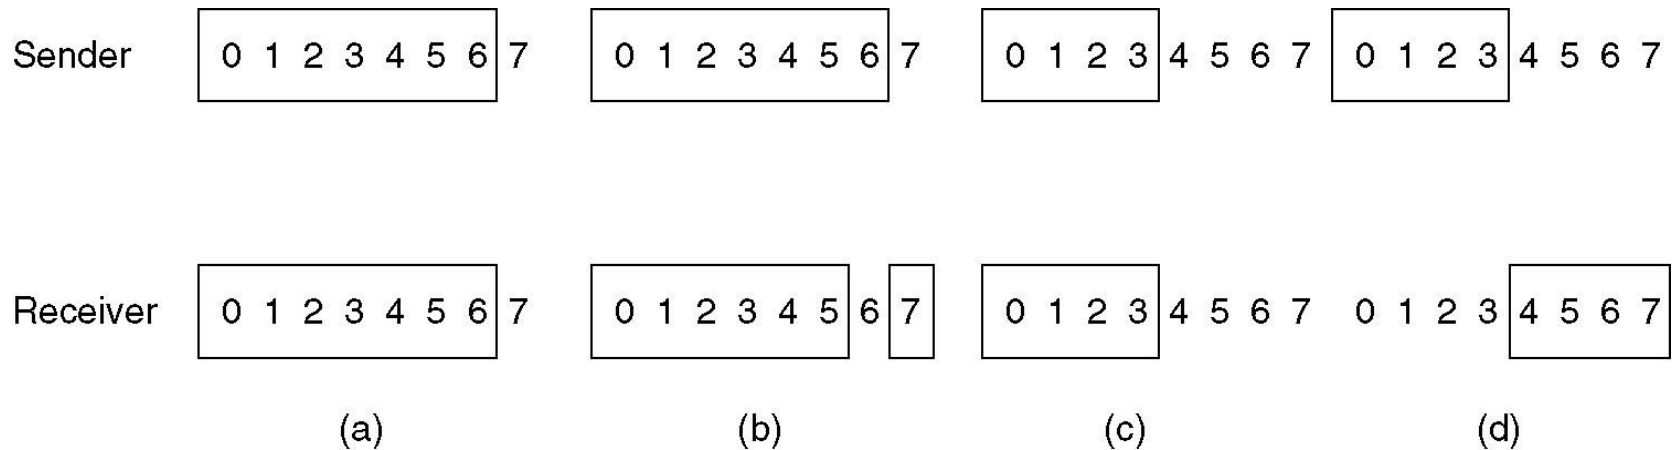 Sender 0 1 2 3 4 5 6 7 0 1 2 3 4 5 6 7 0 1 2 3 4 5 6 7 0 1 2 3 4 5 6 7
Receiver 0 1 2 3 4 5 6 7 0 1 2 3 4 5 6 7 0 1 2 3 4 5 6 7 0 1 2 3 4 5 6 7
(a) (b) (c) (d)